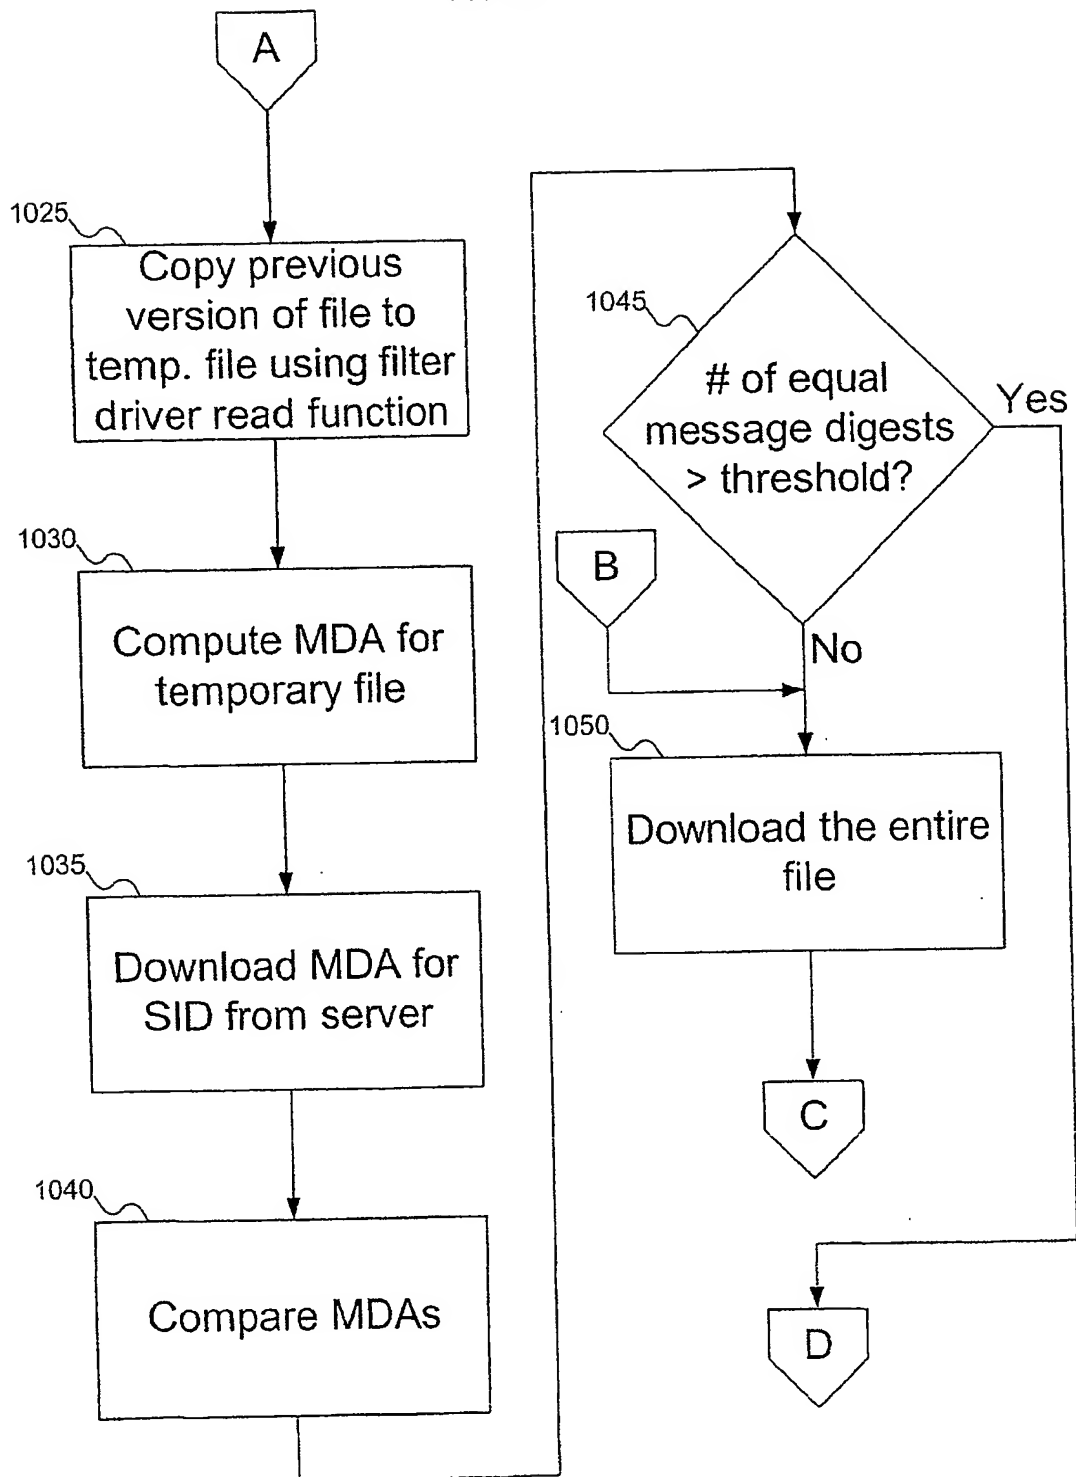 A
1025
Copy previous
version of file to
temp. file using filter
driver read function
1030
Compute MDA for
temporary file
1035
Download MDA for
SID from server
1040
Compare MDAs
1045
# of equal
message digests
> threshold?
Yes
B
No
1050
Download the entire
file
C
D